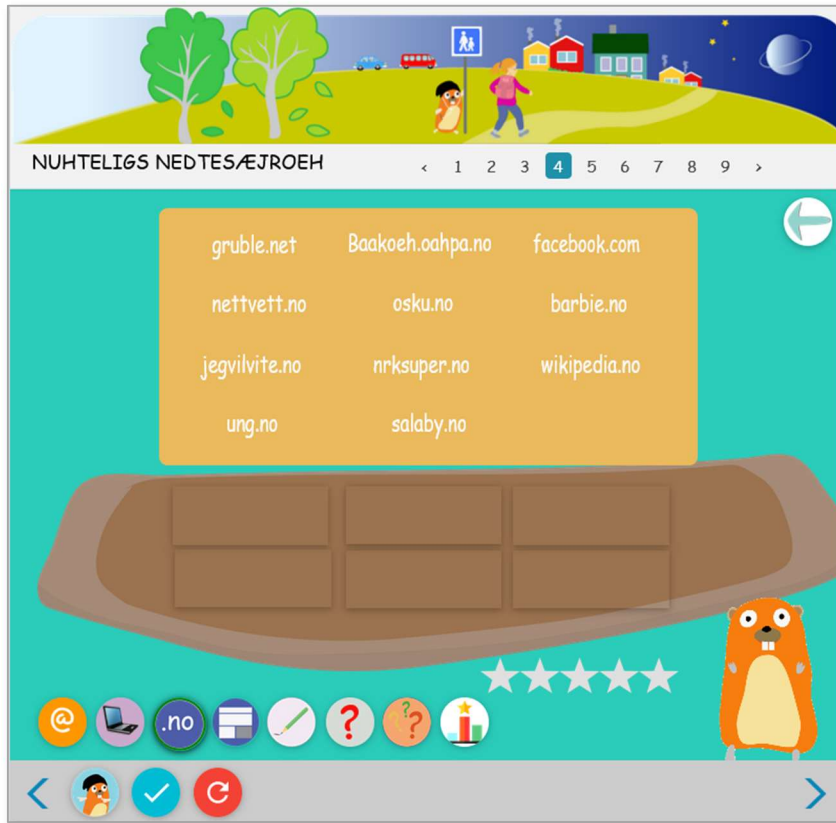 NUHTELIGS NEDTESÆJROEH
‹ 1 2 3 4 5 6 7 8 9 ›
gruble.net Baakoeh.oahpa.no facebook.com
nettvett.no osku.no barbie.no
jegvilvite.no nrksuper.no wikipedia.no
ung.no salaby.no
@ .no ? ??